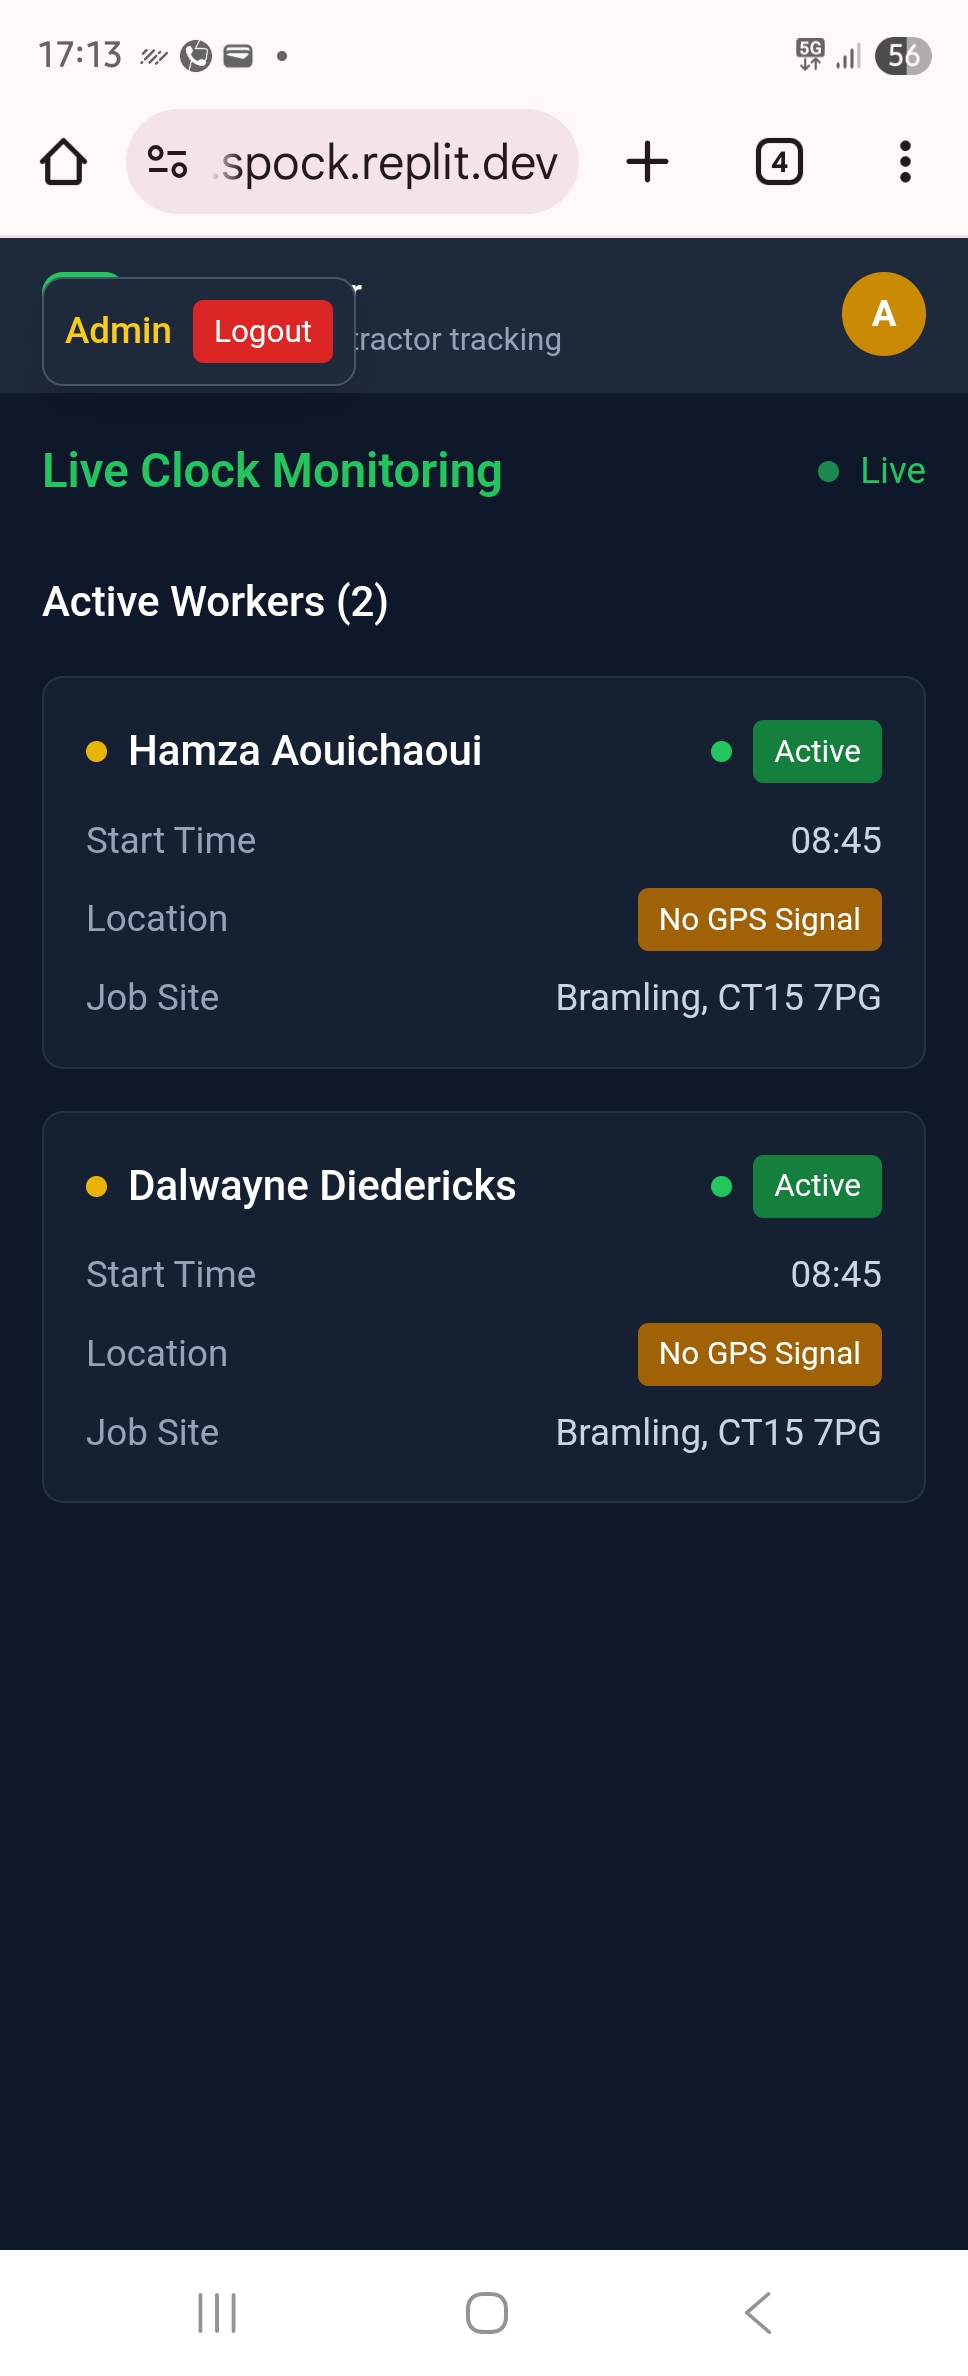 17:13
5G
56
.spock.replit.dev
4
Admin
Logout
tractor tracking
A
Live Clock Monitoring
Live
Active Workers (2)
Hamza Aouichaoui
Active
Start Time
08:45
Location
No GPS Signal
Job Site
Bramling, CT15 7PG
Dalwayne Diedericks
Active
Start Time
08:45
Location
No GPS Signal
Job Site
Bramling, CT15 7PG